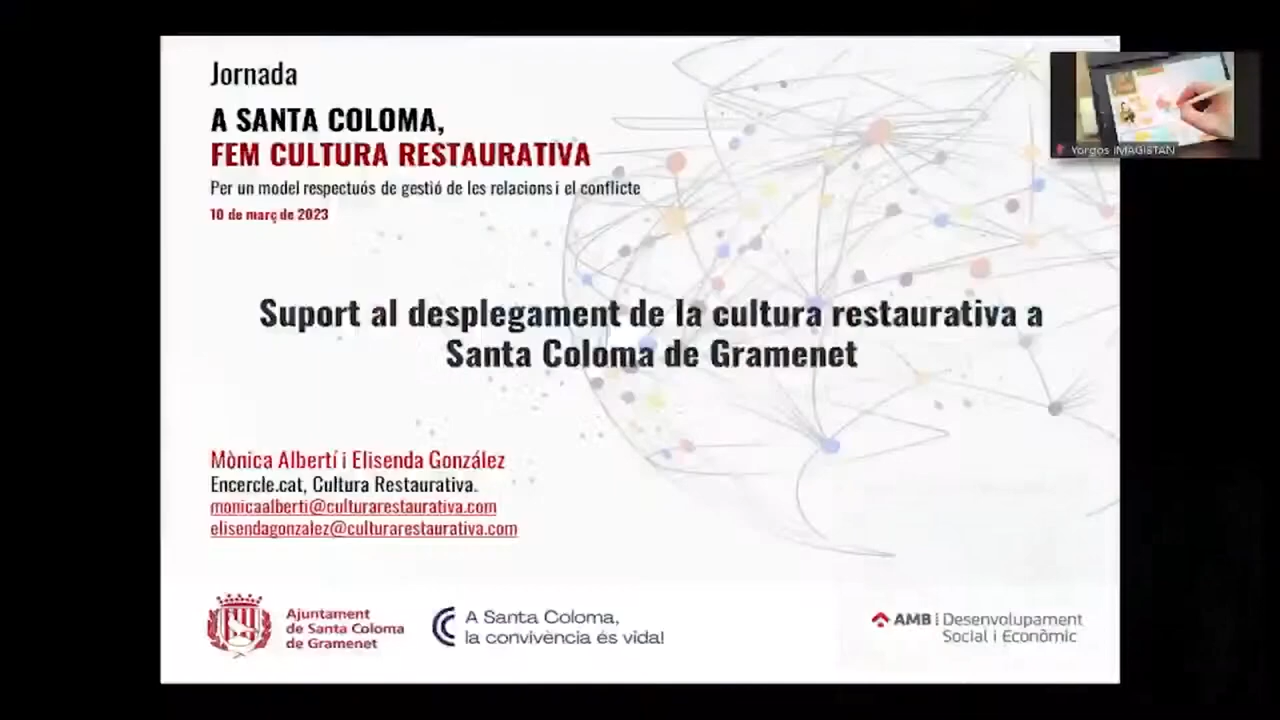 Jornada
A SANTA COLOMA,
FEM CULTURA RESTAURATIVA
Per un model respectuós de gestió de les relacions i el conflicte
10 de març de 2023
Suport al desplegament de la cultura restaurativa a
Santa Coloma de Gramenet
Mònica Albertí i Elisenda González
Encercle.cat, Cultura Restaurativa.
monicaalberti@culturarestaurativa.com
elisendagonzalez@culturarestaurativa.com
Ajuntament
de Santa Coloma
de Gramenet
A Santa Coloma,
la convivència és vida!
AMB Desenvolupament
Social i Econòmic
Yorgos IMAGISTAN